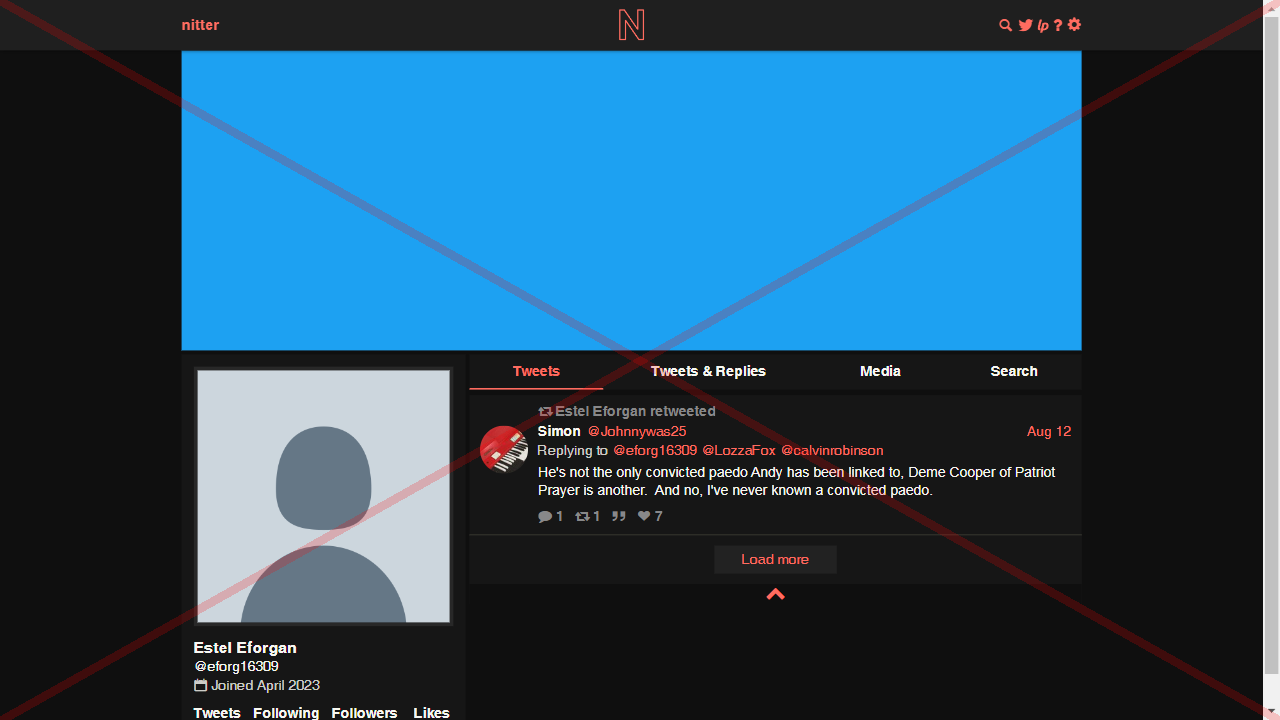 nitter
N
lp ?
Tweets Tweets & Replies Media Search
Estel Eforgan retweeted
Simon @Johnnywas25 Aug 12
Replying to @eforg16309 @LozzaFox @calvinrobinson
He's not the only convicted paedo Andy has been linked to, Deme Cooper of Patriot
Prayer is another. And no, I've never known a convicted paedo.
1 1 7
Load more
Estel Eforgan
@eforg16309
Joined April 2023
Tweets Following Followers Likes